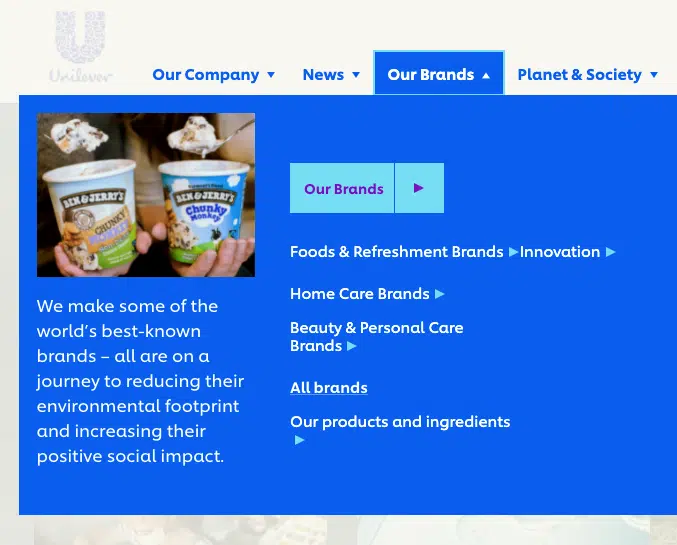 Unilever
Our Company
News
Our Brands
Planet & Society
BEN & JERRY'S
CHUNKY
MONKEY
BEN & JERRY'S
Chunky
Monkey
We make some of the
world's best-known
brands – all are on a
journey to reducing their
environmental footprint
and increasing their
positive social impact.
Our Brands
Foods & Refreshment Brands
Innovation
Home Care Brands
Beauty & Personal Care
Brands
All brands
Our products and ingredients